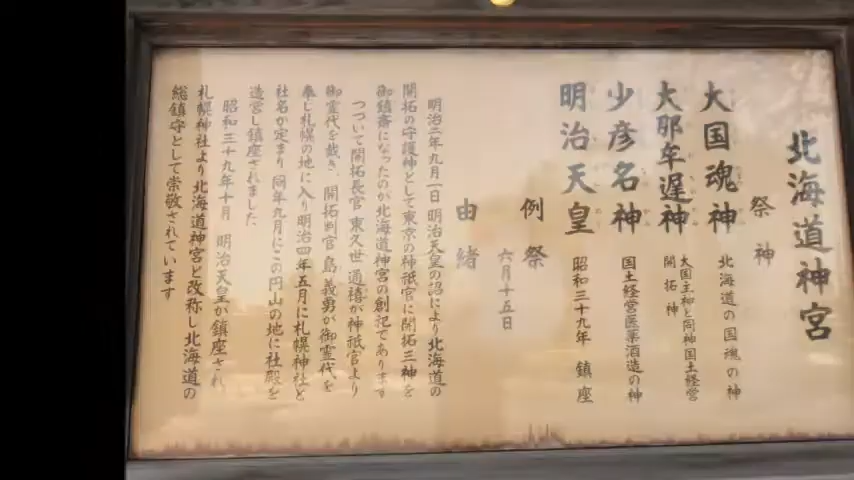 北海道神宮
祭神
大国魂神 北海道の国魂の神
大那牟遅神 大国主神と同神国土経営
開拓神
少彦名神 国土経営医薬酒造の神
明治天皇 昭和三十九年 鎮座
例祭
六月十五日
由緒
明治二年九月一日明治天皇の詔により北海道の
開拓の守護神として東京の神祇官に開拓三神を
御鎮斎になったのが北海道神宮の創祀であります
つづいて開拓長官 東久世通禧が神祇官より
御霊代を戴き 開拓判官 島義勇が御霊代を
奉じ札幌の地に入り明治四年五月に札幌神社と
社名が定まり同年九月にこの円山の地に社殿を
造営し鎮座されました
昭和三十九年十月 明治天皇が鎮座され
札幌神社より北海道神宮と改称し北海道の
総鎮守として崇敬されています